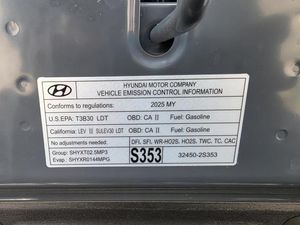 HYUNDAI
HYUNDAI MOTOR COMPANY
VEHICLE EMISSION CONTROL INFORMATION
Conforms to regulations: 2025 MY
U.S.EPA: T3B30 LDT OBD: CA II Fuel: Gasoline
California: LEV III SULEV30 LDT OBD: CA II Fuel: Gasoline
No adjustments needed.
DFI, SFI, WR-HO2S, HO2S, TWC, TC, CAC
Group: SHYXT02.5MP3
Evap.: SHYXR0144MPG
S353
32450-2S353